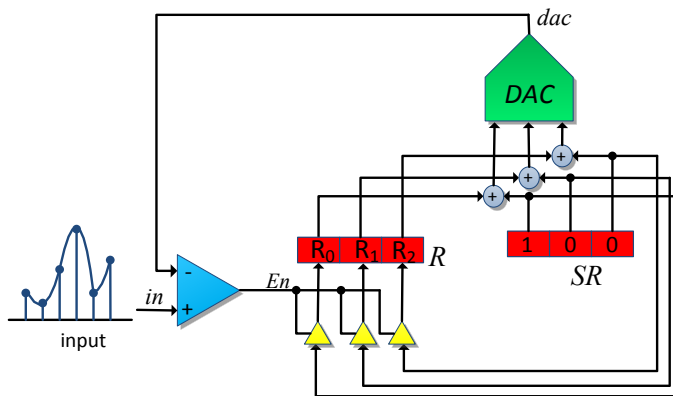 dac
DAC
+
+
+
R0 R1 R2
R
1 0 0
SR
-
in
+
En
input